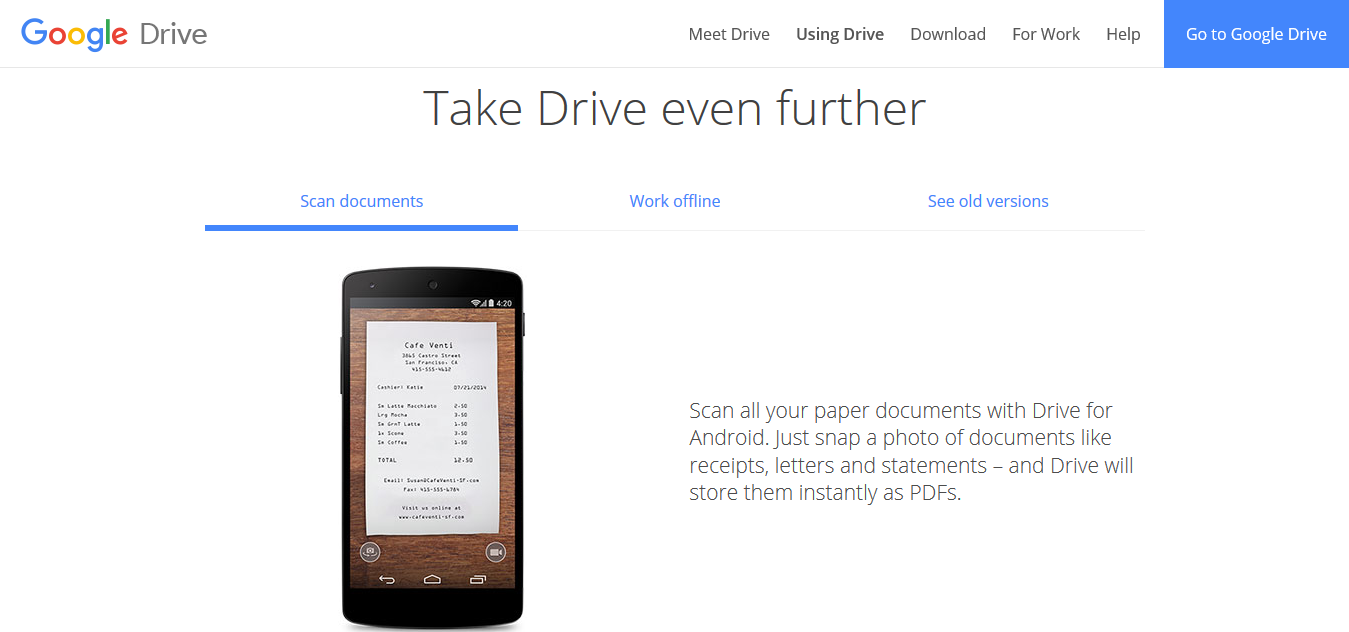 Google Drive
Meet Drive
Using Drive
Download
For Work
Help
Go to Google Drive
Take Drive even further
Scan documents
Work offline
See old versions
4:20
Cafe Venti
3865 Castro Street
San Francisco, CA
415-555-4612
Cashier: Katie 07/21/2014
Sm Latte Macchiato 2.50
Lrg Mocha 3.50
Sm GrnT Latte 1.50
1x Scone 3.50
Sm Coffee 1.50
TOTAL 12.50
Email: Susan@CafeVenti-SF.com
Fax: 415-555-6784
Visit us online at
www.cafeventi-sf.com
Scan all your paper documents with Drive for
Android. Just snap a photo of documents like
receipts, letters and statements – and Drive will
store them instantly as PDFs.